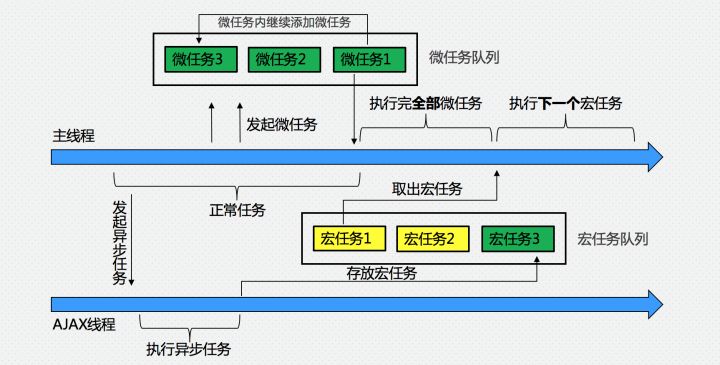 微任务内继续添加微任务
微任务3
微任务2
微任务1
微任务队列
发起微任务
执行完全部微任务
执行下一个宏任务
主线程
正常任务
取出宏任务
发起异步任务
宏任务1
宏任务2
宏任务3
宏任务队列
存放宏任务
AJAX线程
执行异步任务